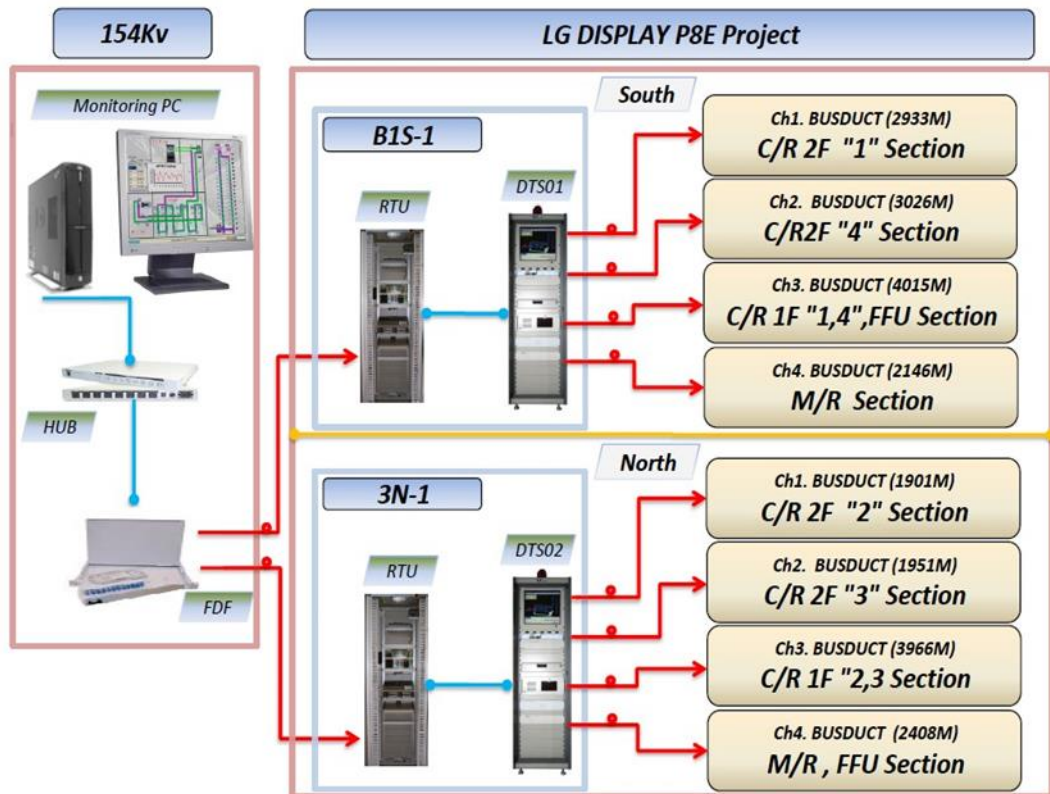 154Kv
LG DISPLAY P8E Project
Monitoring PC
HUB
FDF
South
B1S-1
RTU
DTS01
Ch1. BUSDUCT (2933M)
C/R 2F "1" Section
Ch2. BUSDUCT (3026M)
C/R2F "4" Section
Ch3. BUSDUCT (4015M)
C/R 1F "1,4",FFU Section
Ch4. BUSDUCT (2146M)
M/R Section
North
3N-1
RTU
DTS02
Ch1. BUSDUCT (1901M)
C/R 2F "2" Section
Ch2. BUSDUCT (1951M)
C/R 2F "3" Section
Ch3. BUSDUCT (3966M)
C/R 1F "2,3 Section
Ch4. BUSDUCT (2408M)
M/R , FFU Section